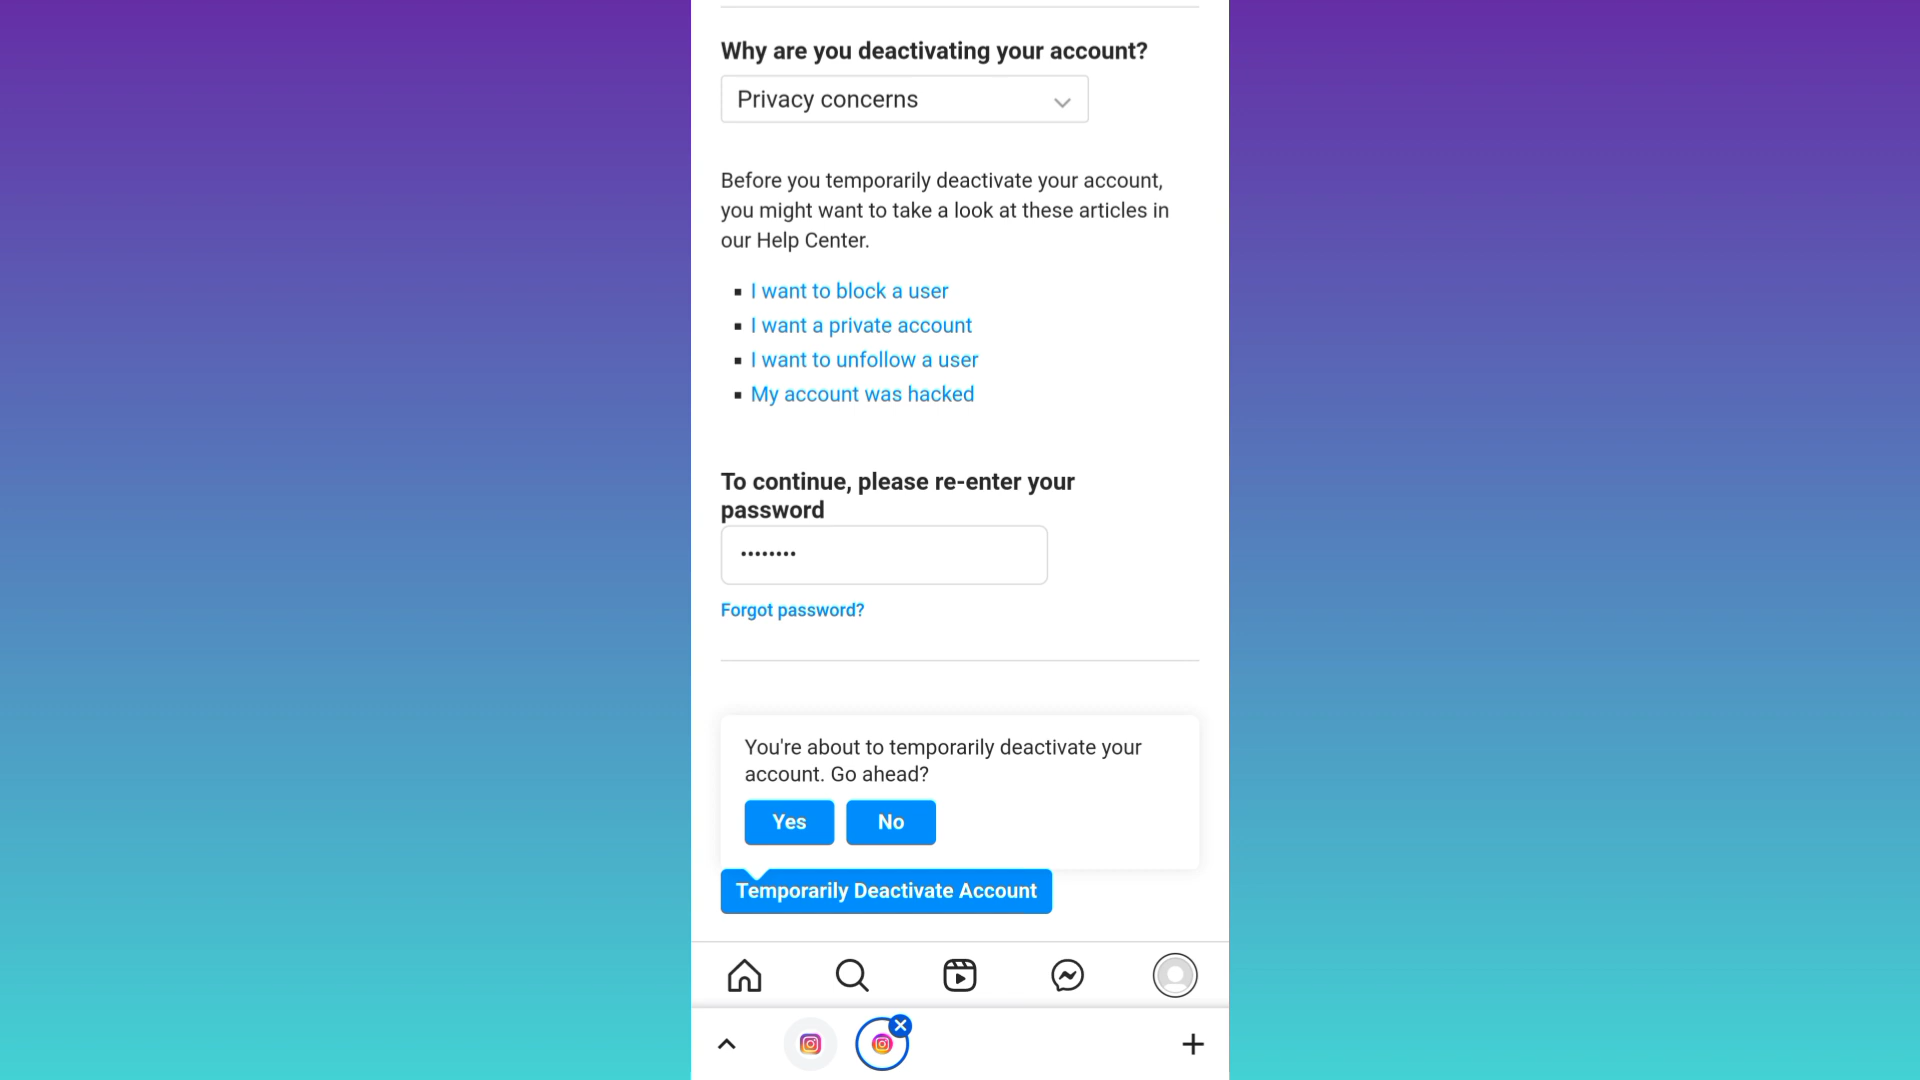 Why are you deactivating your account?
Privacy concerns
Before you temporarily deactivate your account,
you might want to take a look at these articles in
our Help Center.
I want to block a user
I want a private account
I want to unfollow a user
My account was hacked
To continue, please re-enter your
password
••••••••
Forgot password?
You're about to temporarily deactivate your
account. Go ahead?
Yes No
Temporarily Deactivate Account